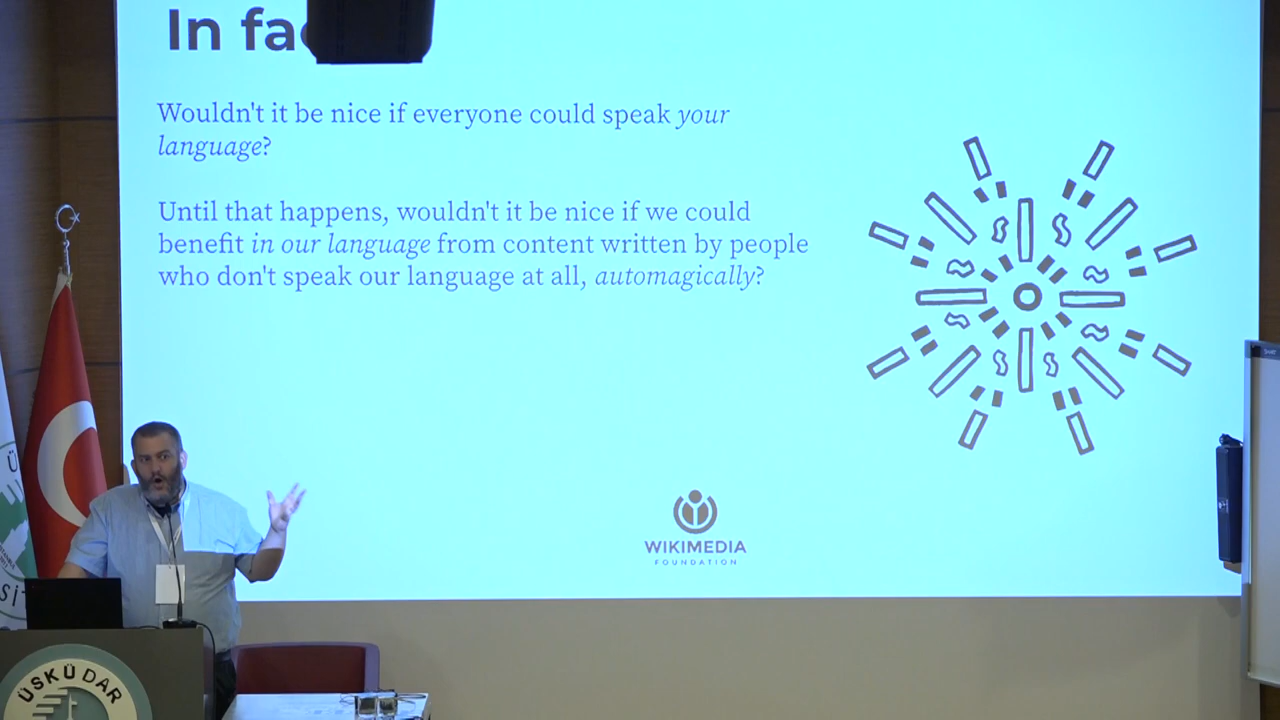 In fa
Wouldn't it be nice if everyone could speak your
language?
Until that happens, wouldn't it be nice if we could
benefit in our language from content written by people
who don't speak our language at all, automagically?
WIKIMEDIA
FOUNDATION
ÜSKÜDAR